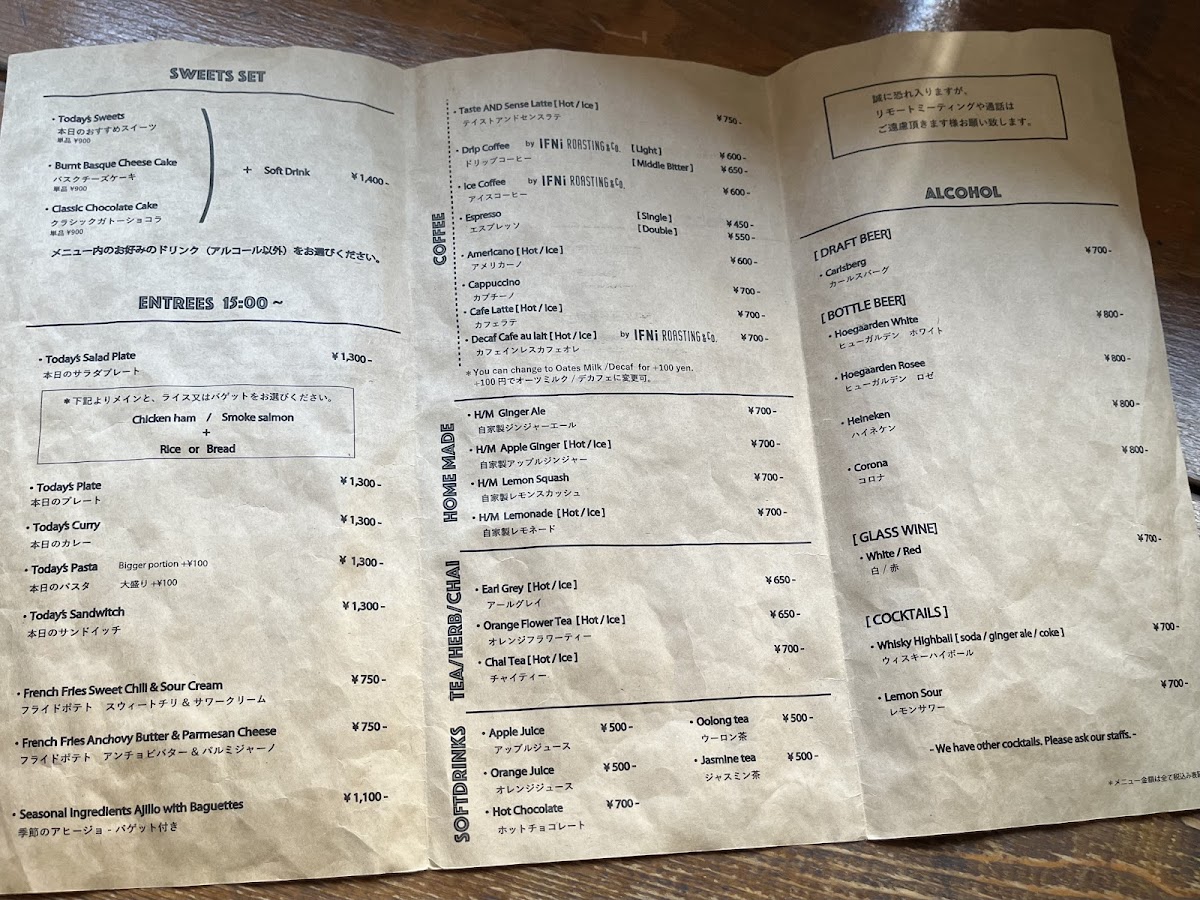 SWEETS SET
・Today's Sweets
本日のおすすめスイーツ
単品 ¥900
・Burnt Basque Cheese Cake
バスクチーズケーキ
単品 ¥900
・Classic Chocolate Cake
クラシックガトーショコラ
単品 ¥900
+ Soft Drink ¥1,400-
メニュー内のお好みのドリンク（アルコール以外）をお選びください。
ENTREES 15:00 ~
・Today's Salad Plate ¥1,300-
本日のサラダプレート
＊下記よりメインと、ライス又はバゲットをお選びください。
Chicken ham / Smoke salmon
+
Rice or Bread
・Today's Plate ¥1,300-
本日のプレート
・Today's Curry ¥1,300-
本日のカレー
・Today's Pasta Bigger portion +¥100 ¥1,300-
本日のパスタ 大盛り +¥100
・Today's Sandwitch ¥1,300-
本日のサンドイッチ
・French Fries Sweet Chili & Sour Cream ¥750-
フライドポテト スウィートチリ & サワークリーム
・French Fries Anchovy Butter & Parmesan Cheese ¥750-
フライドポテト アンチョビバター & パルミジャーノ
・Seasonal Ingredients Ajillo with Baguettes ¥1,100-
季節のアヒージョ - バゲット付き
COFFEE
・Taste AND Sense Latte [ Hot / Ice ] ¥750-
テイストアンドセンスラテ
・Drip Coffee by IFNi ROASTING & Co. [ Light ] ¥600-
ドリップコーヒー [ Middle Bitter ] ¥650-
・Ice Coffee by IFNi ROASTING & Co. ¥600-
アイスコーヒー
・Espresso [ Single ] ¥450-
エスプレッソ [ Double ] ¥550-
・Americano [ Hot / Ice ] ¥600-
アメリカーノ
・Cappuccino ¥700-
カプチーノ
・Cafe Latte [ Hot / Ice ] ¥700-
カフェラテ
・Decaf Cafe au lait [ Hot / Ice ] by IFNi ROASTING & Co. ¥700-
カフェインレスカフェオレ
＊You can change to Oates Milk /Decaf for +100 yen.
+100 円でオーツミルク / デカフェに変更可。
HOME MADE
・H/M Ginger Ale ¥700-
自家製ジンジャーエール
・H/M Apple Ginger [ Hot / Ice ] ¥700-
自家製アップルジンジャー
・H/M Lemon Squash ¥700-
自家製レモンスカッシュ
・H/M Lemonade [ Hot / Ice ] ¥700-
自家製レモネード
TEA/HERB/CHAI
・Earl Grey [ Hot / Ice ] ¥650-
アールグレイ
・Orange Flower Tea [ Hot / Ice ] ¥650-
オレンジフラワーティー
・Chai Tea [ Hot / Ice ] ¥700-
チャイティー
SOFTDRINKS
・Apple Juice ¥500-
アップルジュース
・Orange Juice ¥500-
オレンジジュース
・Hot Chocolate ¥700-
ホットチョコレート
・Oolong tea ¥500-
ウーロン茶
・Jasmine tea ¥500-
ジャスミン茶
誠に恐れ入りますが、
リモートミーティングや通話は
ご遠慮頂きます様お願い致します。
ALCOHOL
[ DRAFT BEER]
・Carlsberg ¥700-
カールスバーグ
[ BOTTLE BEER]
・Hoegaarden White ¥800-
ヒューガルデン ホワイト
・Hoegaarden Rosee ¥800-
ヒューガルデン ロゼ
・Heineken ¥800-
ハイネケン
・Corona ¥800-
コロナ
[ GLASS WINE]
・White / Red ¥700-
白 / 赤
[ COCKTAILS ]
・Whisky Highball [ soda / ginger ale / coke ] ¥700-
ウィスキーハイボール
・Lemon Sour ¥700-
レモンサワー
- We have other cocktails. Please ask our staffs. -
＊メニュー金額は全て税込み表